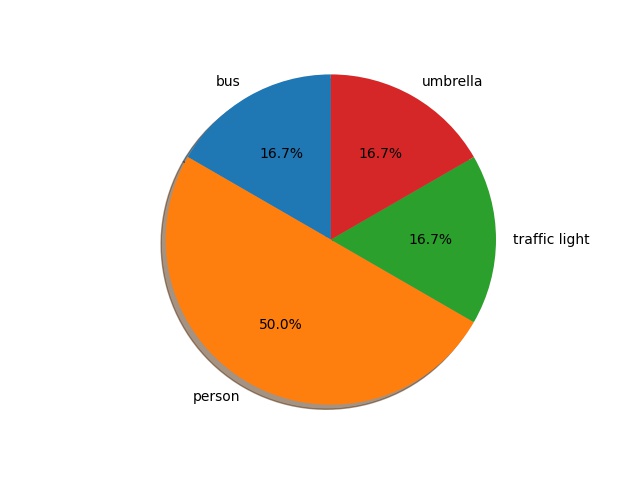 bus
umbrella
16.7%
16.7%
16.7%
traffic light
50.0%
person